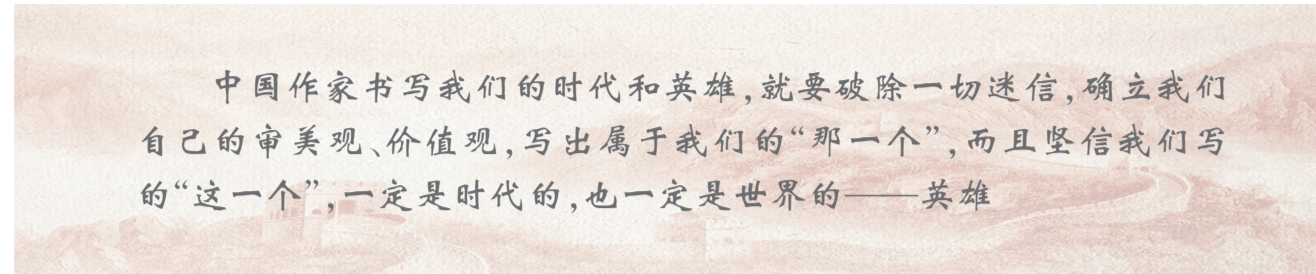 中国作家书写我们的时代和英雄,就要破除一切迷信,确立我们
自己的审美观、价值观,写出属于我们的“那一个”,而且坚信我们写
的“这一个”,一定是时代的,也一定是世界的——英雄